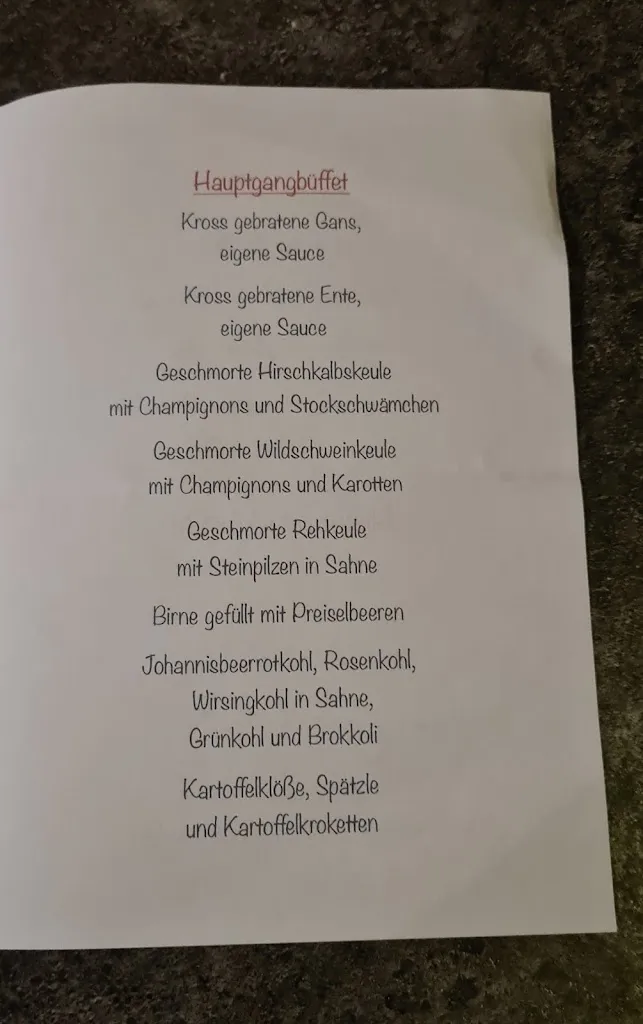 Hauptgangbüffet
Kross gebratene Gans,
eigene Sauce
Kross gebratene Ente,
eigene Sauce
Geschmorte Hirschkalbskeule
mit Champignons und Stockschwämchen
Geschmorte Wildschweinkeule
mit Champignons und Karotten
Geschmorte Rehkeule
mit Steinpilzen in Sahne
Birne gefüllt mit Preiselbeeren
Johannisbeerrotkohl, Rosenkohl,
Wirsingkohl in Sahne,
Grünkohl und Brokkoli
Kartoffelklöße, Spätzle
und Kartoffelkroketten